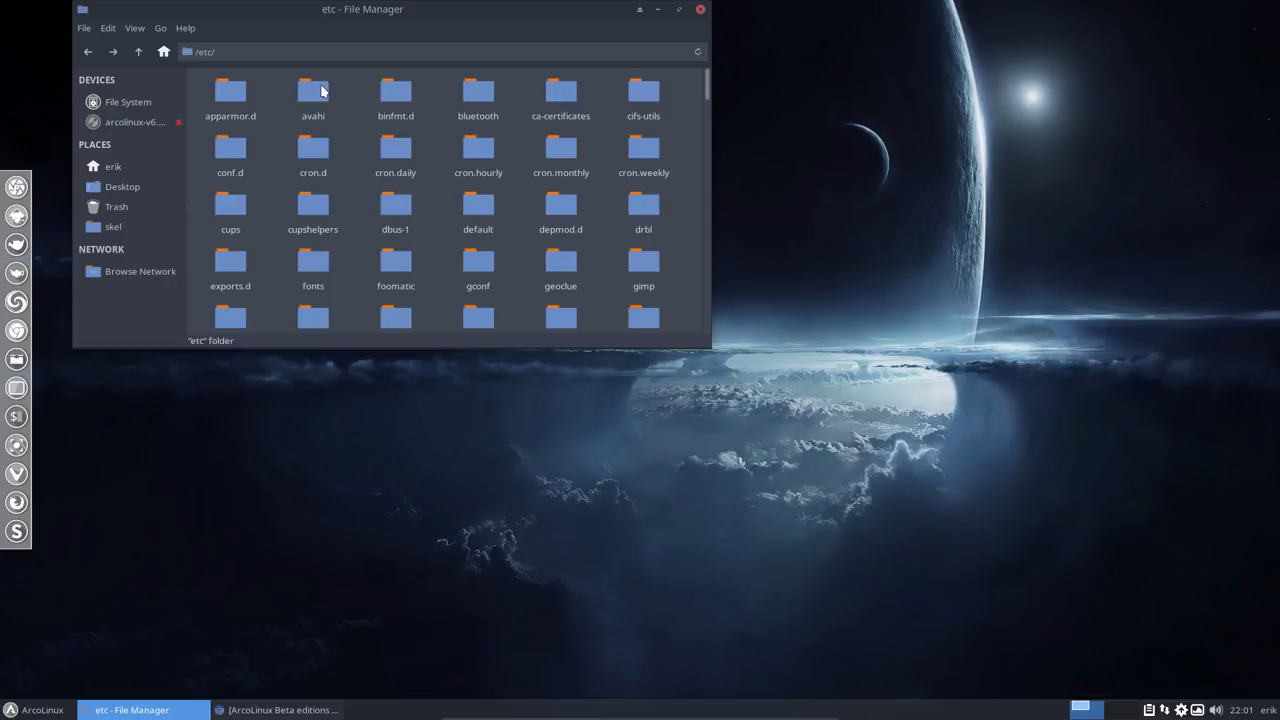 etc - File Manager
File Edit View Go Help
/etc/
DEVICES
File System
arcolinux-v6....
PLACES
erik
Desktop
Trash
skel
NETWORK
Browse Network
apparmor.d avahi binfmt.d bluetooth ca-certificates cifs-utils
conf.d cron.d cron.daily cron.hourly cron.monthly cron.weekly
cups cupshelpers dbus-1 default depmod.d drbl
exports.d fonts foomatic gconf geoclue gimp
"etc" folder
ArcoLinux etc - File Manager [ArcoLinux Beta editions ... 22:01 erik